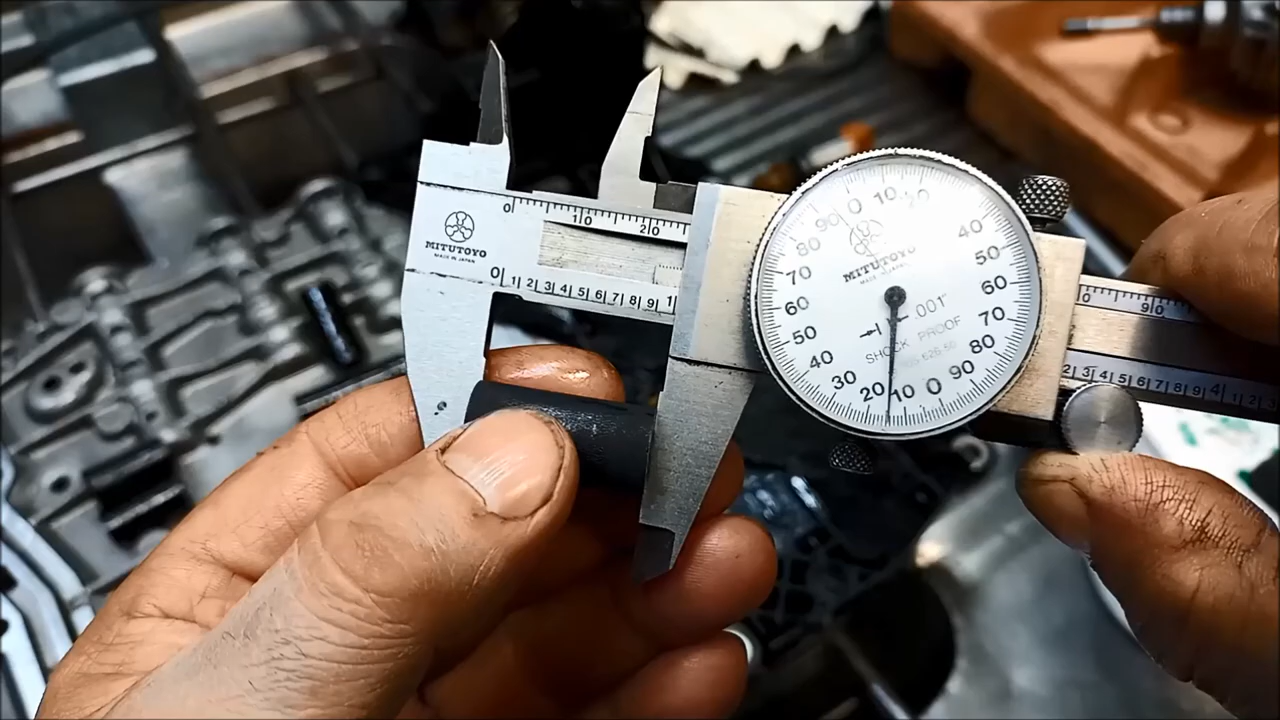 0 10 20
MITUTOYO
MADE IN JAPAN
0 1 2 3 4 5 6 7 8 9 1
90 0 10 20
80 40
70 50
60 60
50 70
40 80
30 90
20 10 0
MITUTOYO
MADE IN JAPAN
.001"
SHOCK PROOF
0 90
2 3 4 5 6 7 8 9 4 1 2 3